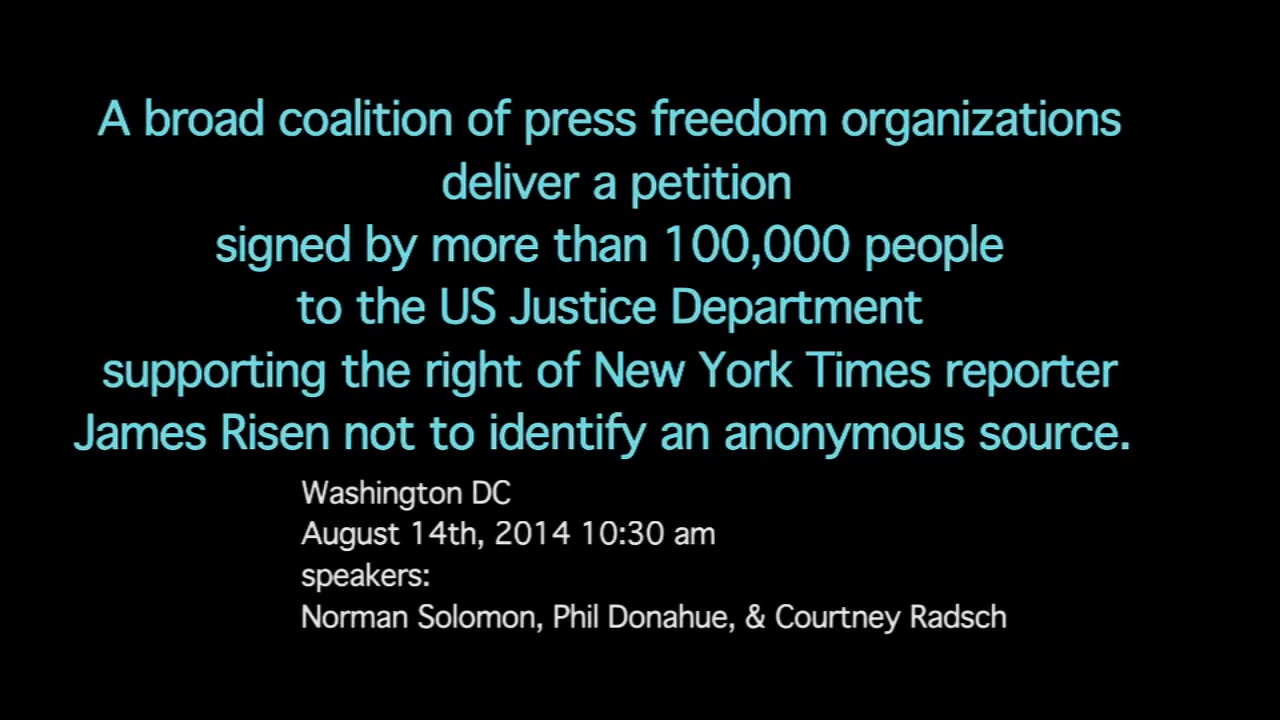 A broad coalition of press freedom organizations
deliver a petition
signed by more than 100,000 people
to the US Justice Department
supporting the right of New York Times reporter
James Risen not to identify an anonymous source.
Washington DC
August 14th, 2014 10:30 am
speakers:
Norman Solomon, Phil Donahue, & Courtney Radsch